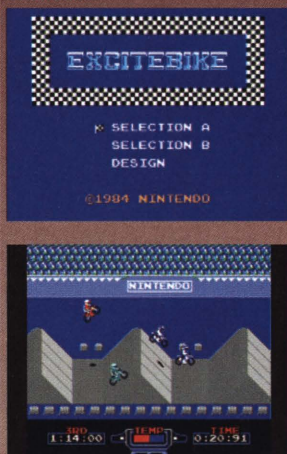 EXCITEBIKE
SELECTION A
SELECTION B
DESIGN
©1984 NINTENDO
NINTENDO
3RD TEMP TIME
1:14:00 0:20:91